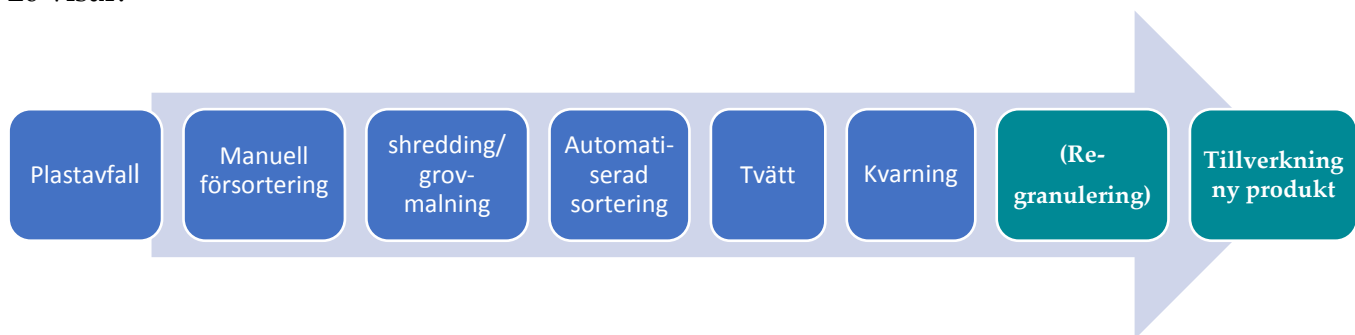 Plastavfall
Manuell
försortering
shredding/
grov-
malning
Automati-
serad
sortering
Tvätt
Kvarning
(Re-
granulering)
Tillverkning
ny produkt